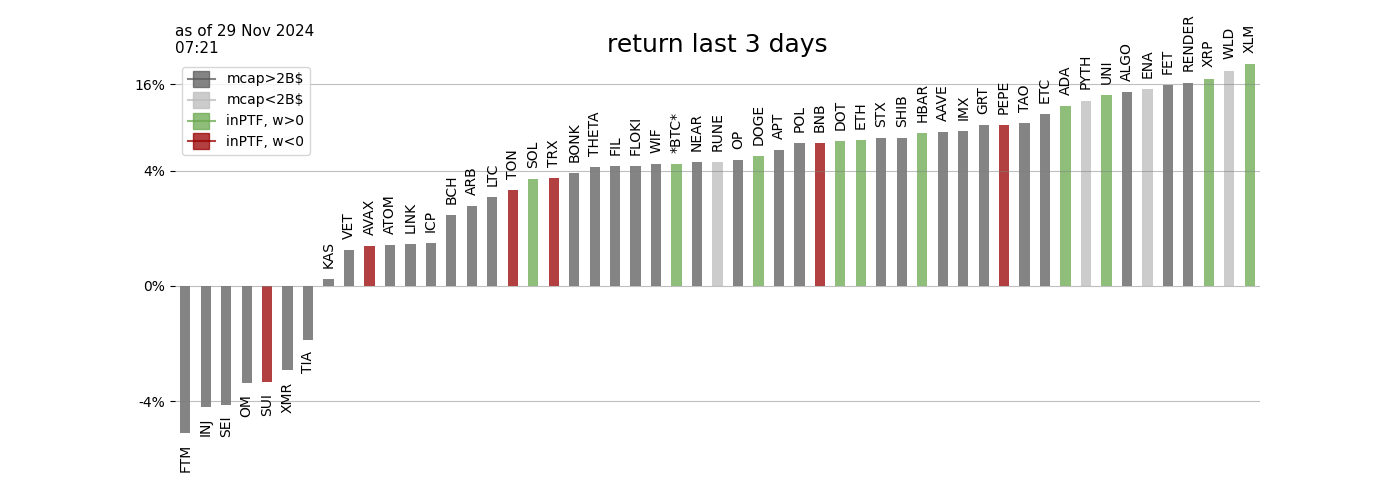 as of 29 Nov 2024
07:21
return last 3 days
mcap>2B$
mcap<2B$
inPTF, w>0
inPTF, w<0
16%
4%
0%
-4%
FTM
INJ
SEI
OM
SUI
XMR
TIA
KAS
VET
AVAX
ATOM
LINK
ICP
BCH
ARB
LTC
TON
SOL
TRX
BONK
THETA
FIL
FLOKI
WIF
*BTC*
NEAR
RUNE
OP
DOGE
APT
POL
BNB
DOT
ETH
STX
SHIB
HBAR
AAVE
IMX
GRT
PEPE
TAO
ETC
ADA
PYTH
UNI
ALGO
ENA
FET
RENDER
XRP
WLD
XLM